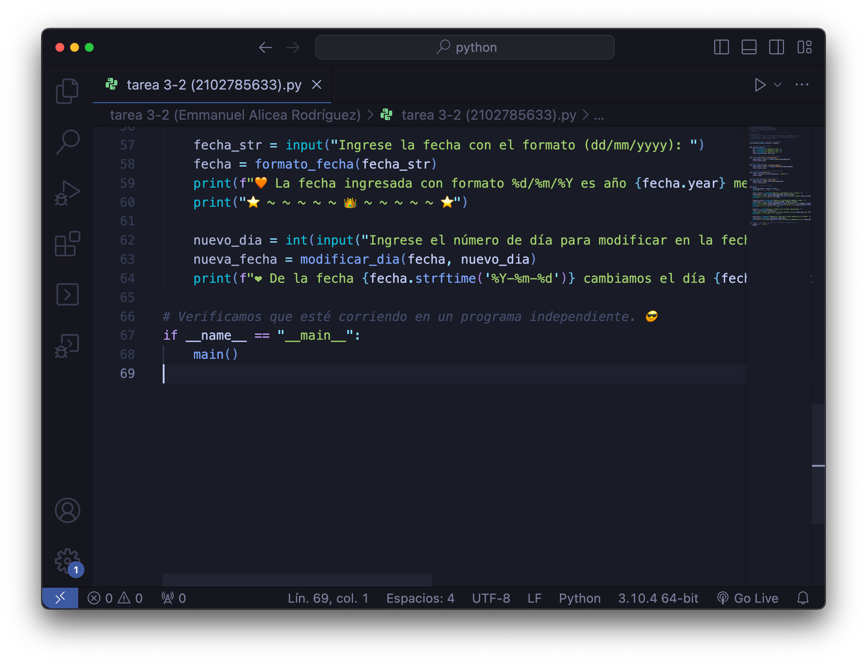 python
tarea 3-2 (2102785633).py
tarea 3-2 (Emmanuel Alicea Rodríguez) > tarea 3-2 (2102785633).py > ...
57 fecha_str = input("Ingrese la fecha con el formato (dd/mm/yyyy): ")
58 fecha = formato_fecha(fecha_str)
59 print(f"🧡 La fecha ingresada con formato %d/%m/%Y es año {fecha.year} me
60 print("⭐ ~ ~ ~ ~ ~ 👑 ~ ~ ~ ~ ~ ⭐")
61
62 nuevo_dia = int(input("Ingrese el número de día para modificar en la fech
63 nueva_fecha = modificar_dia(fecha, nuevo_dia)
64 print(f"❤ De la fecha {fecha.strftime('%Y-%m-%d')} cambiamos el día {fech
65
66 # Verificamos que esté corriendo en un programa independiente. 😎
67 if __name__ == "__main__":
68 main()
69
1
0 0 0 Lín. 69, col. 1 Espacios: 4 UTF-8 LF Python 3.10.4 64-bit Go Live